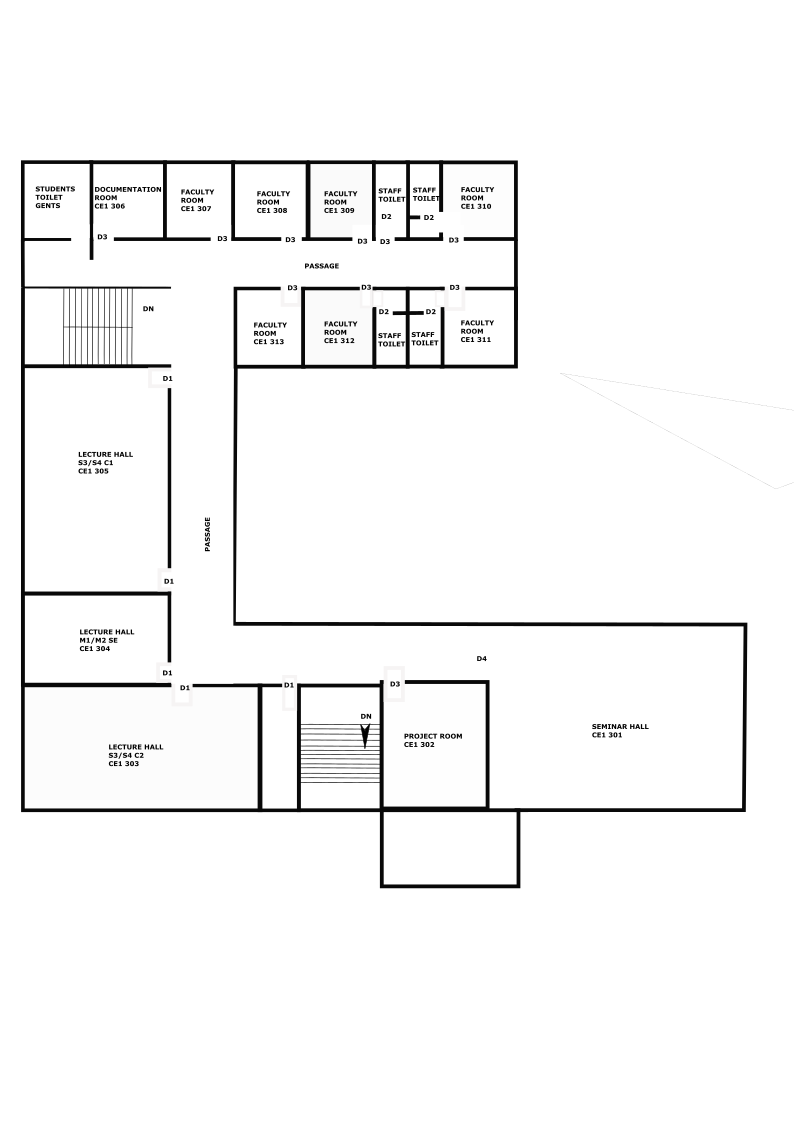 STUDENTS
TOILET
GENTS
DOCUMENTATION
ROOM
CE1 306
FACULTY
ROOM
CE1 307
FACULTY
ROOM
CE1 308
FACULTY
ROOM
CE1 309
STAFF
TOILET
D2
STAFF
TOILET
D2
FACULTY
ROOM
CE1 310
D3
D3
D3
D3
D3
D3
PASSAGE
D3
D3
D3
DN
FACULTY
ROOM
CE1 313
FACULTY
ROOM
CE1 312
D2
STAFF
TOILET
D2
STAFF
TOILET
FACULTY
ROOM
CE1 311
D1
LECTURE HALL
S3/S4 C1
CE1 305
PASSAGE
D1
LECTURE HALL
M1/M2 SE
CE1 304
D4
D1
D1
D1
D3
DN
LECTURE HALL
S3/S4 C2
CE1 303
PROJECT ROOM
CE1 302
SEMINAR HALL
CE1 301